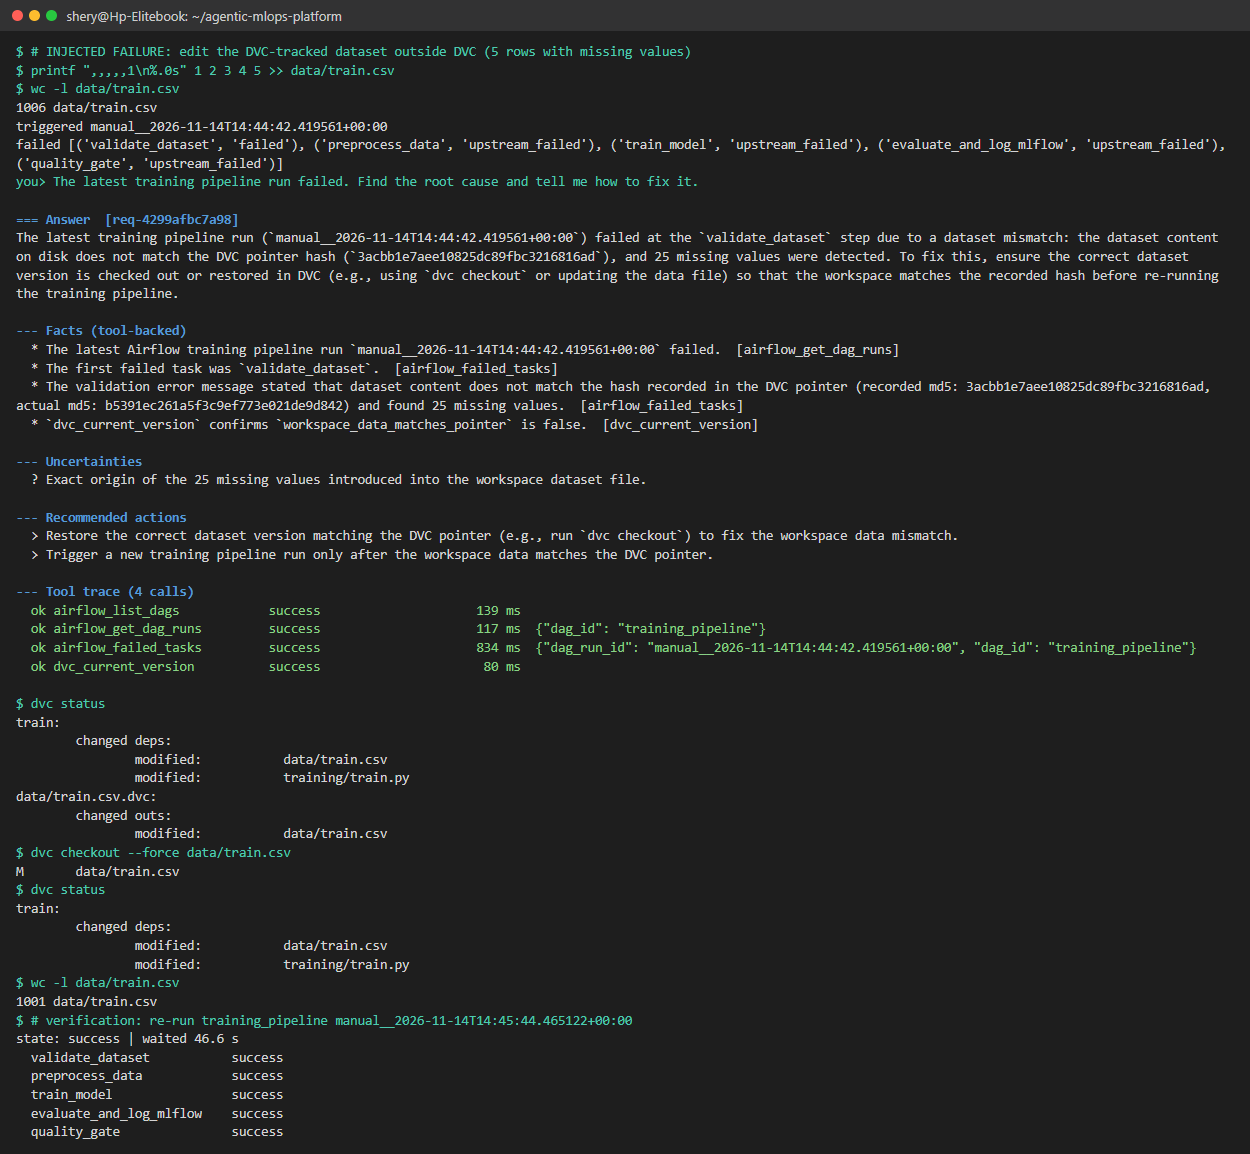 shery@Hp-Elitebook: ~/agentic-mlops-platform
$ # INJECTED FAILURE: edit the DVC-tracked dataset outside DVC (5 rows with missing values)
$ printf ",,,,,1\n%.0s" 1 2 3 4 5 >> data/train.csv
$ wc -l data/train.csv
1006 data/train.csv
triggered manual__2026-11-14T14:44:42.419561+00:00
failed [('validate_dataset', 'failed'), ('preprocess_data', 'upstream_failed'), ('train_model', 'upstream_failed'), ('evaluate_and_log_mlflow', 'upstream_failed'),
('quality_gate', 'upstream_failed')]
you> The latest training pipeline run failed. Find the root cause and tell me how to fix it.
=== Answer  [req-4299afbc7a98]
The latest training pipeline run (`manual__2026-11-14T14:44:42.419561+00:00`) failed at the `validate_dataset` step due to a dataset mismatch: the dataset content
on disk does not match the DVC pointer hash (`3acbb1e7aee10825dc89fbc3216816ad`), and 25 missing values were detected. To fix this, ensure the correct dataset
version is checked out or restored in DVC (e.g., using `dvc checkout` or updating the data file) so that the workspace matches the recorded hash before re-running
the training pipeline.
--- Facts (tool-backed)
  * The latest Airflow training pipeline run `manual__2026-11-14T14:44:42.419561+00:00` failed.  [airflow_get_dag_runs]
  * The first failed task was `validate_dataset`.  [airflow_failed_tasks]
  * The validation error message stated that dataset content does not match the hash recorded in the DVC pointer (recorded md5: 3acbb1e7aee10825dc89fbc3216816ad,
actual md5: b5391ec261a5f3c9ef773e021de9d842) and found 25 missing values.  [airflow_failed_tasks]
  * `dvc_current_version` confirms `workspace_data_matches_pointer` is false.  [dvc_current_version]
--- Uncertainties
  ? Exact origin of the 25 missing values introduced into the workspace dataset file.
--- Recommended actions
  > Restore the correct dataset version matching the DVC pointer (e.g., run `dvc checkout`) to fix the workspace data mismatch.
  > Trigger a new training pipeline run only after the workspace data matches the DVC pointer.
--- Tool trace (4 calls)
  ok airflow_list_dags            success                     139 ms
  ok airflow_get_dag_runs         success                     117 ms  {"dag_id": "training_pipeline"}
  ok airflow_failed_tasks         success                     834 ms  {"dag_run_id": "manual__2026-11-14T14:44:42.419561+00:00", "dag_id": "training_pipeline"}
  ok dvc_current_version          success                      80 ms
$ dvc status
train:
        changed deps:
                modified:           data/train.csv
                modified:           training/train.py
data/train.csv.dvc:
        changed outs:
                modified:           data/train.csv
$ dvc checkout --force data/train.csv
M       data/train.csv
$ dvc status
train:
        changed deps:
                modified:           data/train.csv
                modified:           training/train.py
$ wc -l data/train.csv
1001 data/train.csv
$ # verification: re-run training_pipeline manual__2026-11-14T14:45:44.465122+00:00
state: success | waited 46.6 s
  validate_dataset           success
  preprocess_data            success
  train_model                success
  evaluate_and_log_mlflow    success
  quality_gate               success